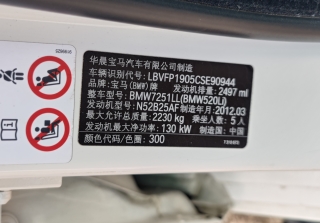 华晨宝马汽车有限公司制造
车辆识别代号: LBVFP1905CSE90944
品牌: 宝马 (BMW) 牌 发动机排量: 2497 ml
整车型号: BMW7251LL(BMW520Li)
发动机型号: N52B25AF 制造年月: 2012.03
最大允许总质量: 2230 kg 乘坐人数: 5 人
发动机最大净功率: 130 kW 制造国: 中国
颜色代码/色圈: 300